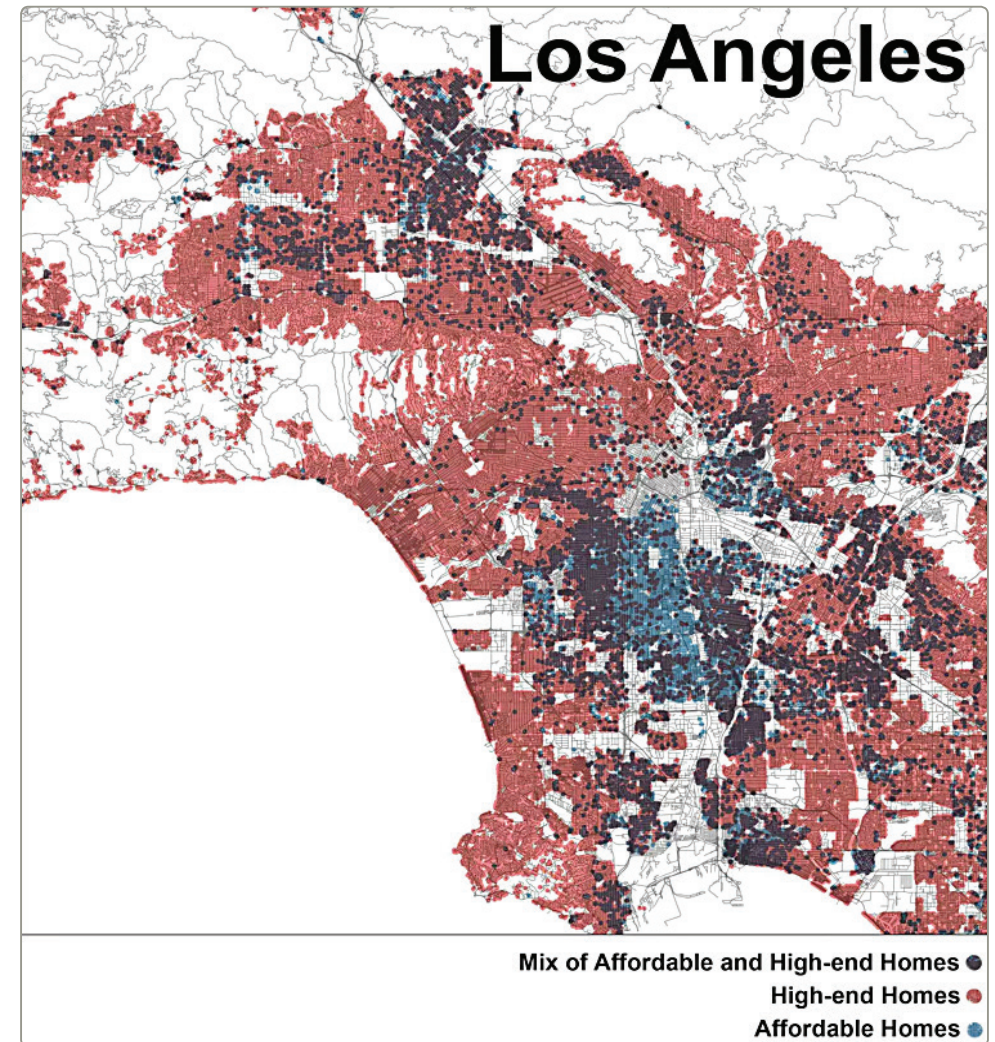 Los Angeles
Mix of Affordable and High-end Homes
High-end Homes
Affordable Homes